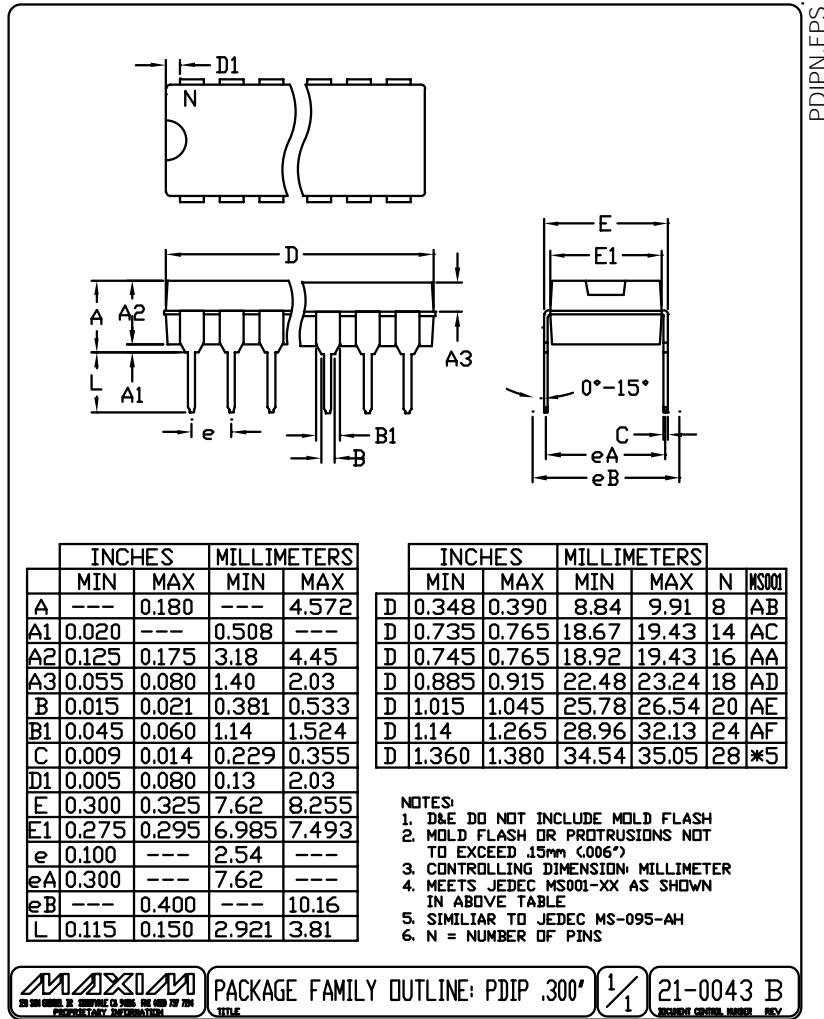 PDIPN.EPS
D1
N
D
E
E1
A
A2
A3
L
A1
0°-15°
e
B1
B
C
eA
eB
INCHES MILLIMETERS
MIN MAX MIN MAX
A --- 0.180 --- 4.572
A1 0.020 --- 0.508 ---
A2 0.125 0.175 3.18 4.45
A3 0.055 0.080 1.40 2.03
B 0.015 0.021 0.381 0.533
B1 0.045 0.060 1.14 1.524
C 0.009 0.014 0.229 0.355
D1 0.005 0.080 0.13 2.03
E 0.300 0.325 7.62 8.255
E1 0.275 0.295 6.985 7.493
e 0.100 --- 2.54 ---
eA 0.300 --- 7.62 ---
eB --- 0.400 --- 10.16
L 0.115 0.150 2.921 3.81
INCHES MILLIMETERS
MIN MAX MIN MAX N MS001
D 0.348 0.390 8.84 9.91 8 AB
D 0.735 0.765 18.67 19.43 14 AC
D 0.745 0.765 18.92 19.43 16 AA
D 0.885 0.915 22.48 23.24 18 AD
D 1.015 1.045 25.78 26.54 20 AE
D 1.14 1.265 28.96 32.13 24 AF
D 1.360 1.380 34.54 35.05 28 *5
NOTES:
1. D&E DO NOT INCLUDE MOLD FLASH
2. MOLD FLASH OR PROTRUSIONS NOT
TO EXCEED .15mm (.006")
3. CONTROLLING DIMENSION: MILLIMETER
4. MEETS JEDEC MS001-XX AS SHOWN
IN ABOVE TABLE
5. SIMILIAR TO JEDEC MS-095-AH
6. N = NUMBER OF PINS
MAXIM
PROPRIETARY INFORMATION
PACKAGE FAMILY OUTLINE: PDIP .300"
TITLE
1/1
21-0043 B
DOCUMENT CONTROL NUMBER REV